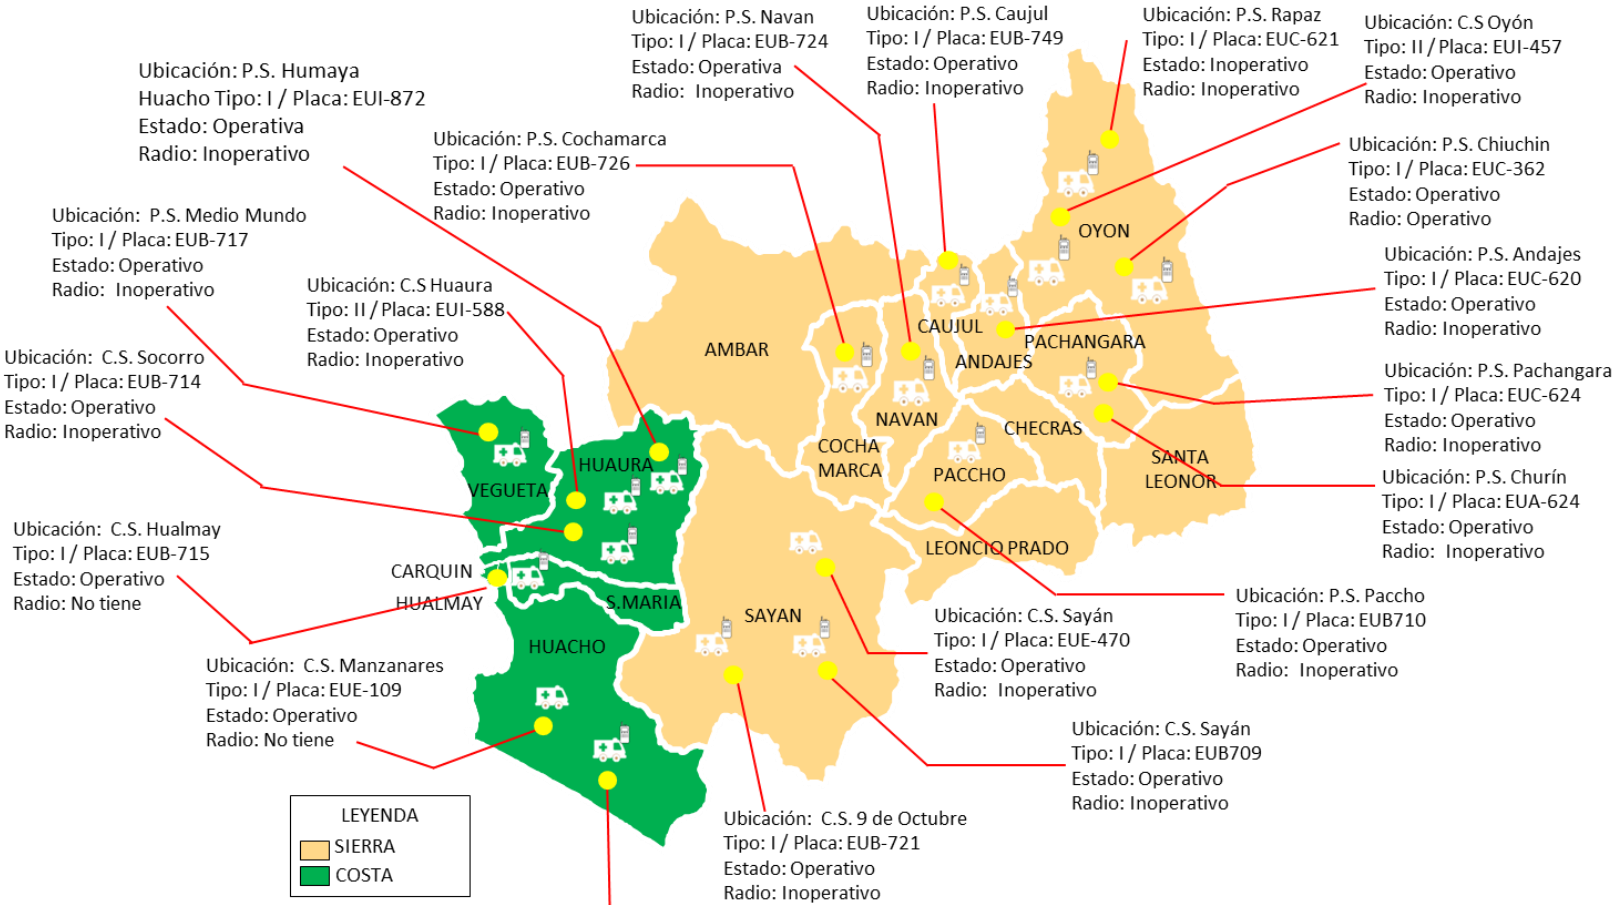 Ubicación: P.S. Navan
Tipo: I / Placa: EUB-724
Estado: Operativa
Radio: Inoperativo
Ubicación: P.S. Caujul
Tipo: I / Placa: EUB-749
Estado: Operativo
Radio: Inoperativo
Ubicación: P.S. Rapaz
Tipo: I / Placa: EUC-621
Estado: Inoperativo
Radio: Inoperativo
Ubicación: C.S Oyón
Tipo: II / Placa: EUI-457
Estado: Operativo
Radio: Inoperativo
Ubicación: P.S. Humaya
Huacho Tipo: I / Placa: EUI-872
Estado: Operativa
Radio: Inoperativo
Ubicación: P.S. Cochamarca
Tipo: I / Placa: EUB-726
Estado: Operativo
Radio: Inoperativo
Ubicación: P.S. Chiuchin
Tipo: I / Placa: EUC-362
Estado: Operativo
Radio: Operativo
Ubicación: P.S. Medio Mundo
Tipo: I / Placa: EUB-717
Estado: Operativo
Radio: Inoperativo
Ubicación: C.S Huaura
Tipo: II / Placa: EUI-588
Estado: Operativo
Radio: Inoperativo
Ubicación: P.S. Andajes
Tipo: I / Placa: EUC-620
Estado: Operativo
Radio: Inoperativo
Ubicación: C.S. Socorro
Tipo: I / Placa: EUB-714
Estado: Operativo
Radio: Inoperativo
Ubicación: P.S. Pachangara
Tipo: I / Placa: EUC-624
Estado: Operativo
Radio: Inoperativo
Ubicación: P.S. Churín
Tipo: I / Placa: EUA-624
Estado: Operativo
Radio: Inoperativo
OYON
CAUJUL
PACHANGARA
AMBAR
ANDAJES
NAVAN
CHECRAS
COCHA
MARCA
SANTA
LEONOR
PACCHO
HUAURA
VEGUETA
LEONCIO PRADO
CARQUIN
HUALMAY
S.MARIA
SAYAN
HUACHO
Ubicación: C.S. Hualmay
Tipo: I / Placa: EUB-715
Estado: Operativo
Radio: No tiene
Ubicación: P.S. Paccho
Tipo: I / Placa: EUB710
Estado: Operativo
Radio: Inoperativo
Ubicación: C.S. Sayán
Tipo: I / Placa: EUE-470
Estado: Operativo
Radio: Inoperativo
Ubicación: C.S. Manzanares
Tipo: I / Placa: EUE-109
Estado: Operativo
Radio: No tiene
Ubicación: C.S. Sayán
Tipo: I / Placa: EUB709
Estado: Operativo
Radio: Inoperativo
Ubicación: C.S. 9 de Octubre
Tipo: I / Placa: EUB-721
Estado: Operativo
Radio: Inoperativo
LEYENDA
SIERRA
COSTA